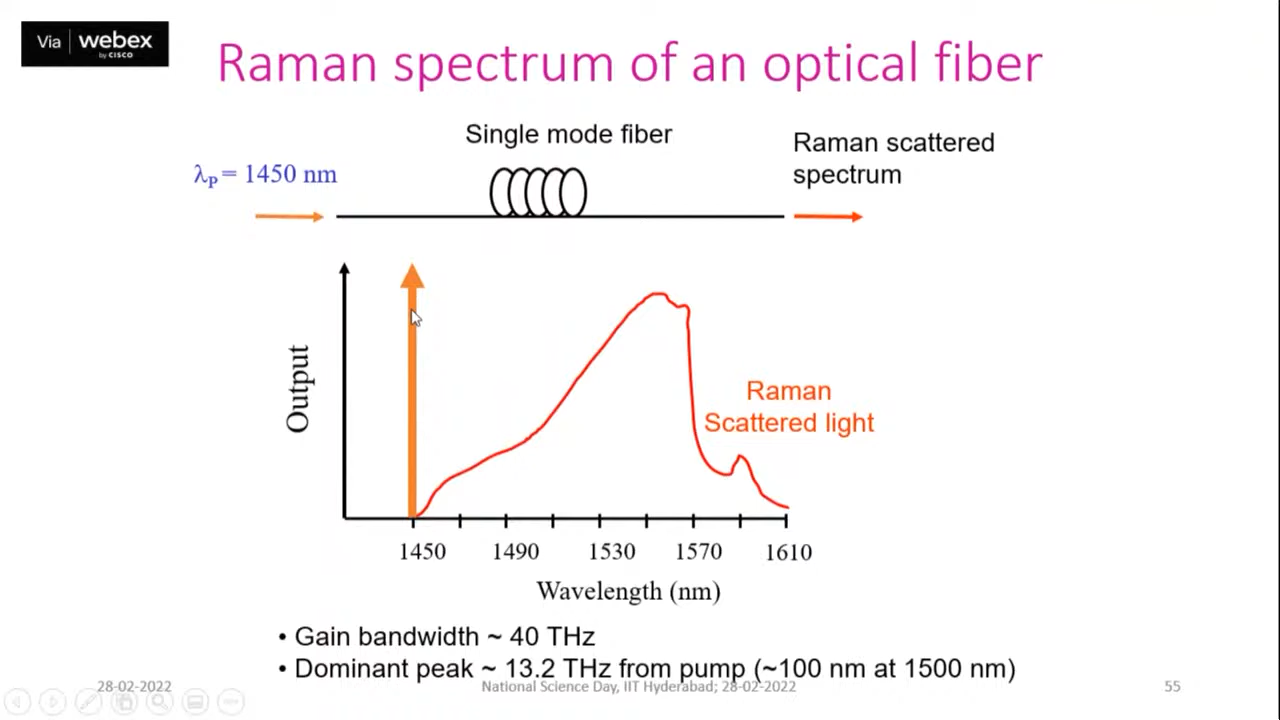 Via webex
by CISCO
Raman spectrum of an optical fiber
Single mode fiber
Raman scattered
spectrum
λP = 1450 nm
Output
Raman
Scattered light
1450 1490 1530 1570 1610
Wavelength (nm)
• Gain bandwidth ~ 40 THz
• Dominant peak ~ 13.2 THz from pump (~100 nm at 1500 nm)
28-02-2022 National Science Day, IIT Hyderabad; 28-02-2022 55